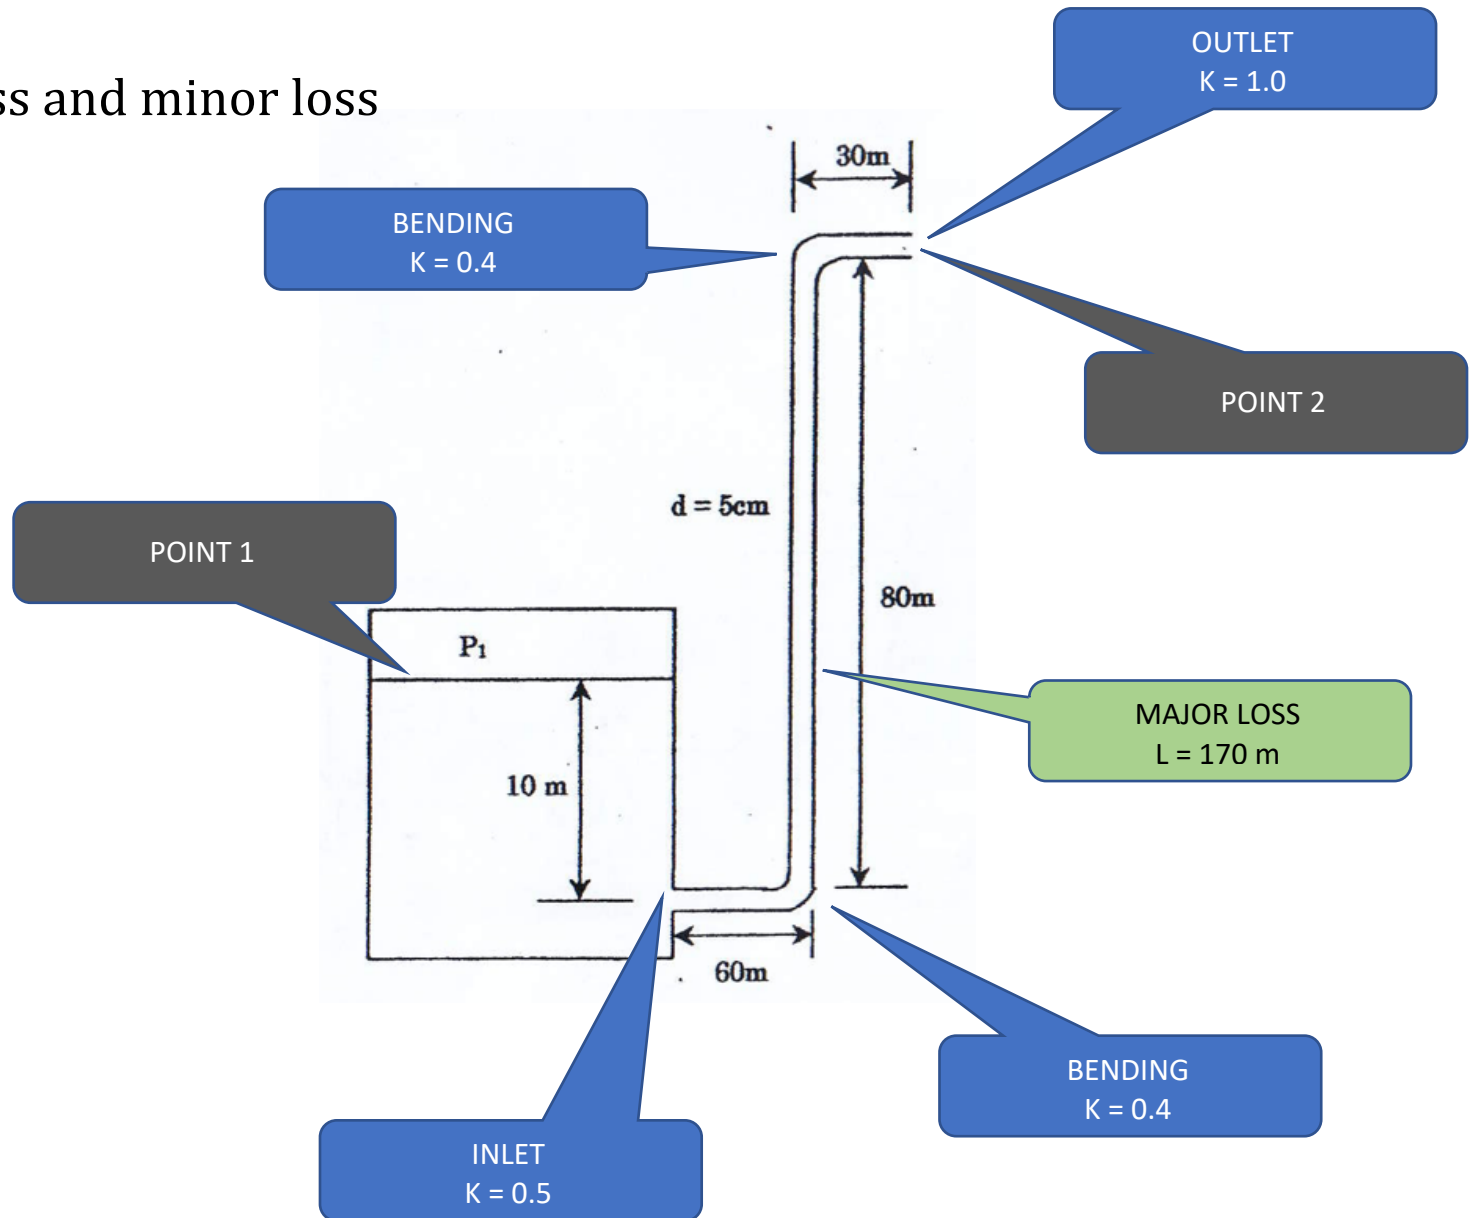 OUTLET
K = 1.0
ss and minor loss
30m
BENDING
K = 0.4
POINT 2
d = 5cm
POINT 1
80m
P₁
MAJOR LOSS
L = 170 m
10 m
60m
BENDING
K = 0.4
INLET
K = 0.5